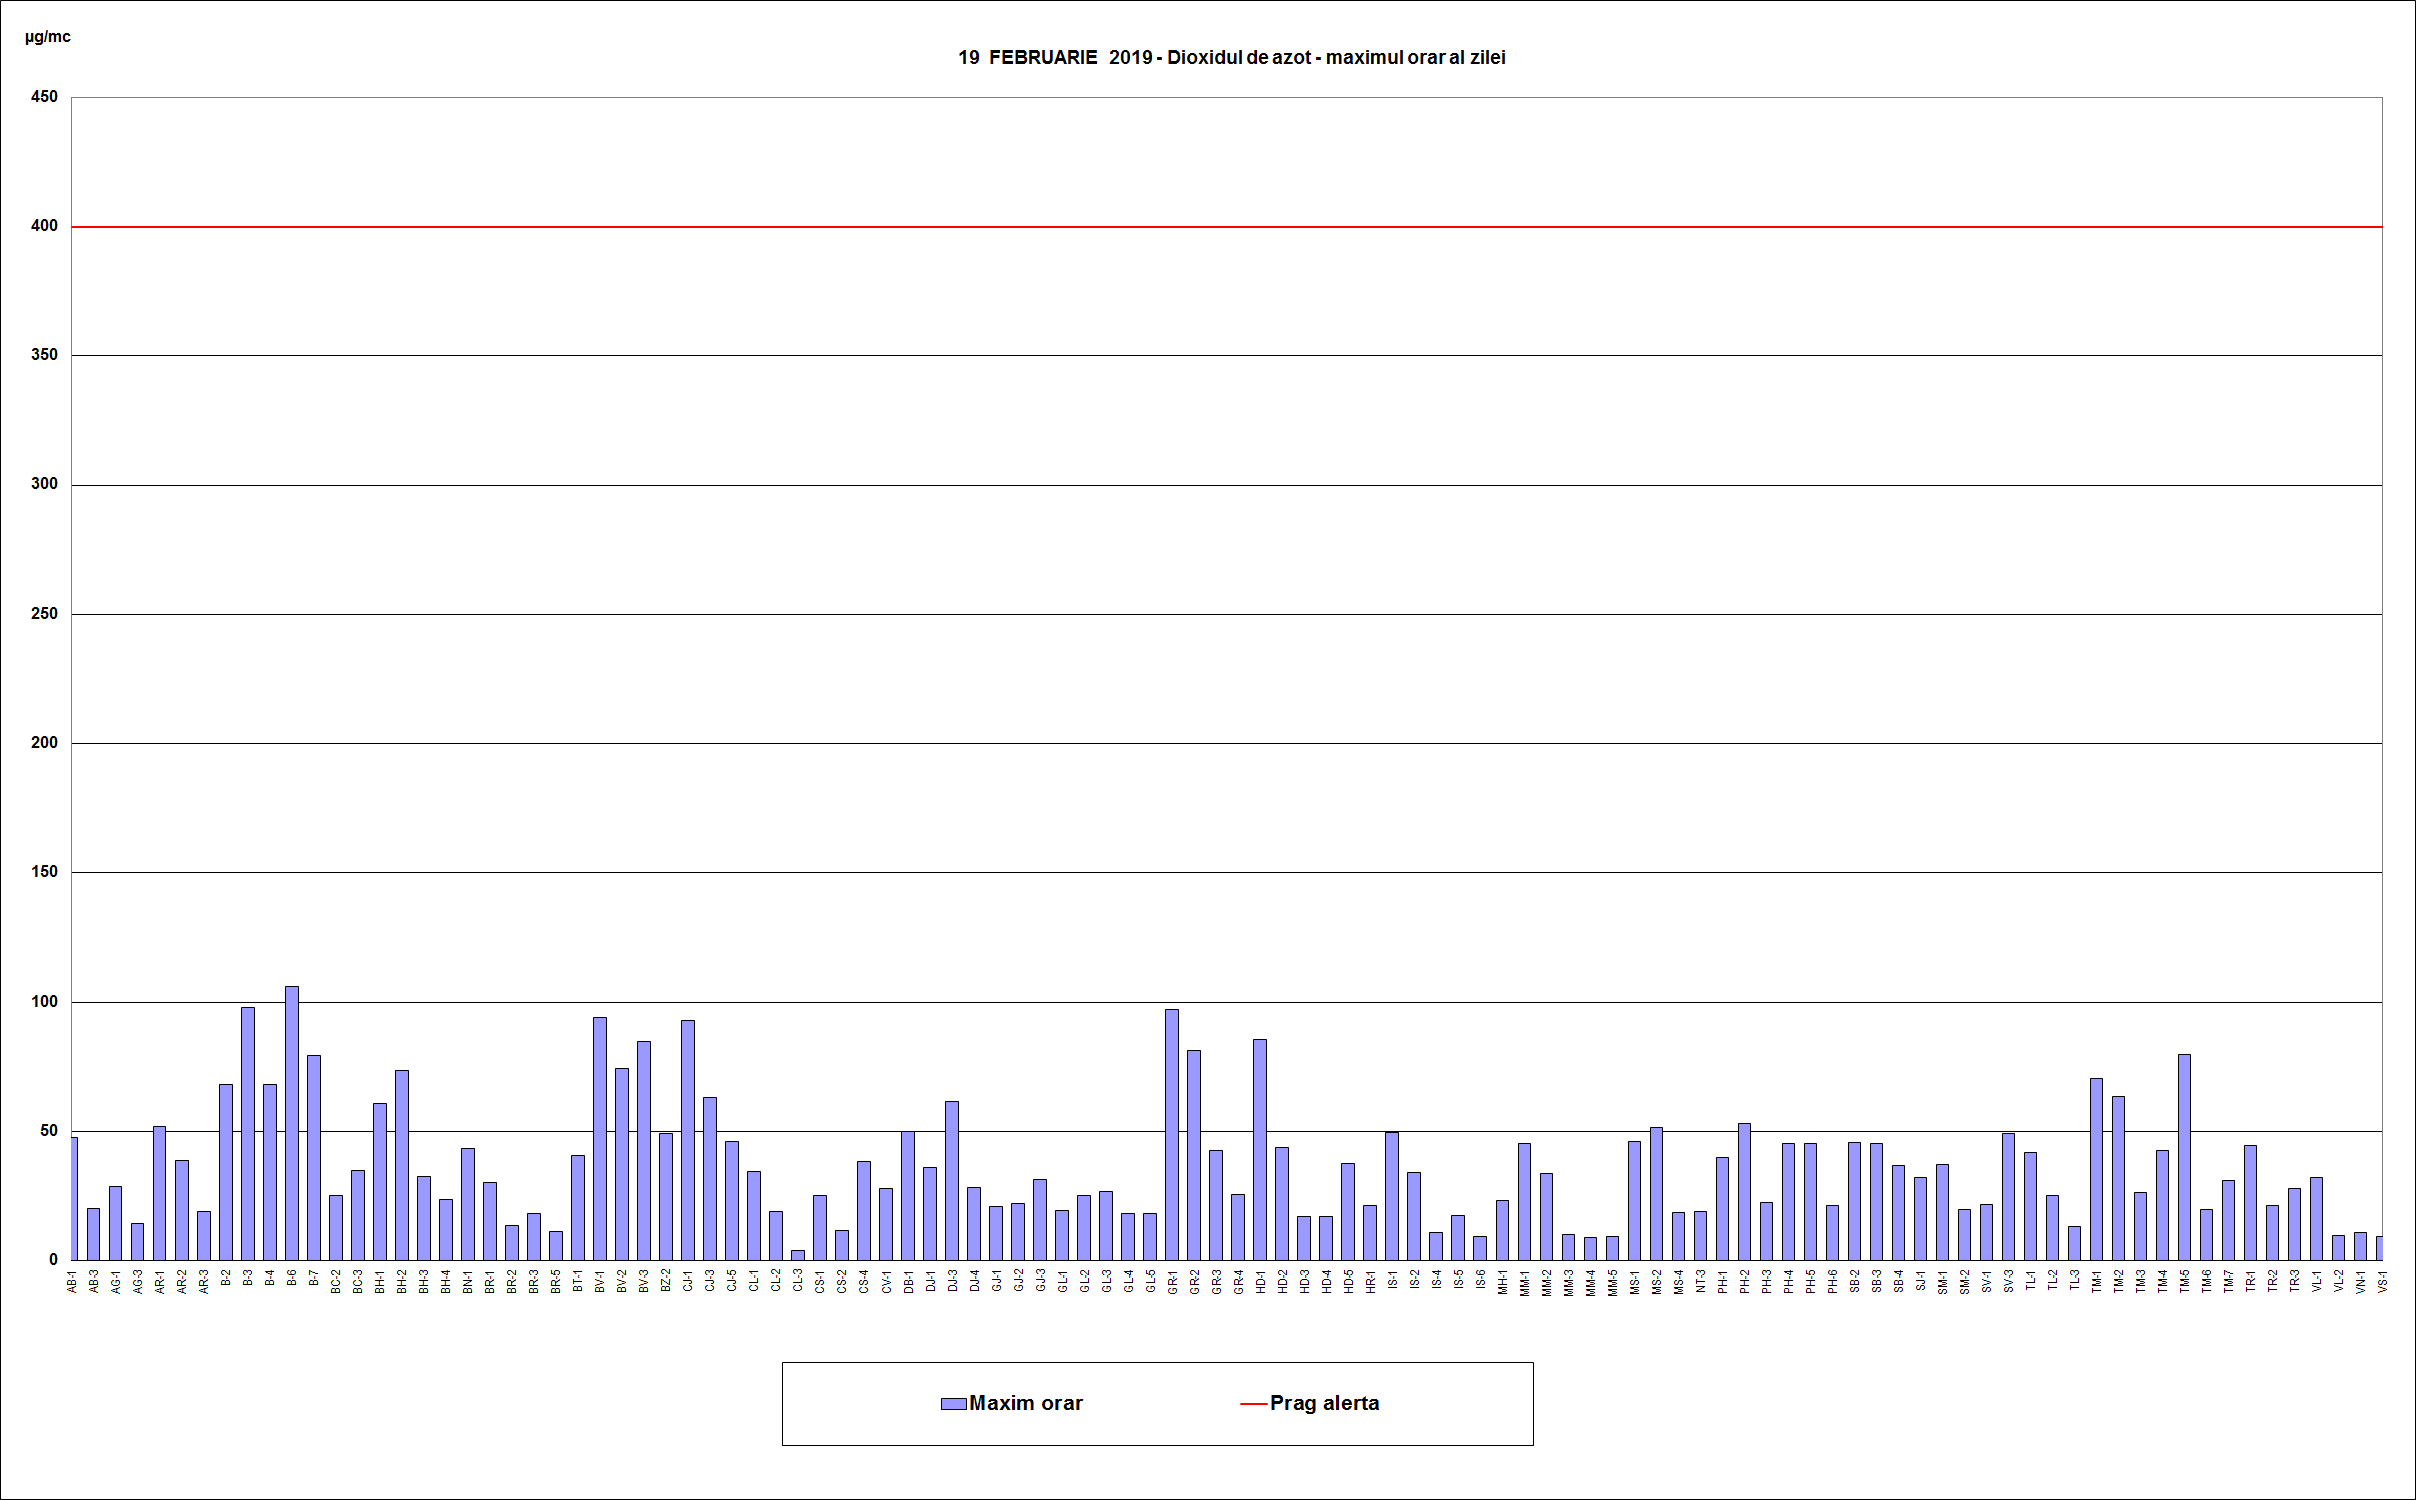 µg/mc
19 FEBRUARIE 2019 - Dioxidul de azot - maximul orar al zilei
450
400
350
300
250
200
150
100
50
0
AB-1 AB-3 AG-1 AG-3 AR-1 AR-2 AR-3 B-2 B-3 B-4 B-6 B-7 BC-2 BC-3 BH-1 BH-2 BH-3 BH-4 BN-1 BR-1 BR-2 BR-3 BR-5 BT-1 BV-1 BV-2 BV-3 BZ-2 CJ-1 CJ-3 CJ-5 CL-1 CL-2 CL-3 CS-1 CS-2 CS-4 CV-1 DB-1 DJ-1 DJ-3 DJ-4 GJ-1 GJ-2 GJ-3 GL-1 GL-2 GL-3 GL-4 GL-5 GR-1 GR-2 GR-3 GR-4 HD-1 HD-2 HD-3 HD-4 HD-5 HR-1 IS-1 IS-2 IS-4 IS-5 IS-6 MH-1 MM-1 MM-2 MM-3 MM-4 MM-5 MS-1 MS-2 MS-4 NT-3 PH-1 PH-2 PH-3 PH-4 PH-5 PH-6 SB-2 SB-3 SB-4 SJ-1 SM-1 SM-2 SV-1 SV-3 TL-1 TL-2 TL-3 TM-1 TM-2 TM-3 TM-4 TM-5 TM-6 TM-7 TR-1 TR-2 TR-3 VL-1 VL-2 VN-1 VS-1
Maxim orar Prag alerta